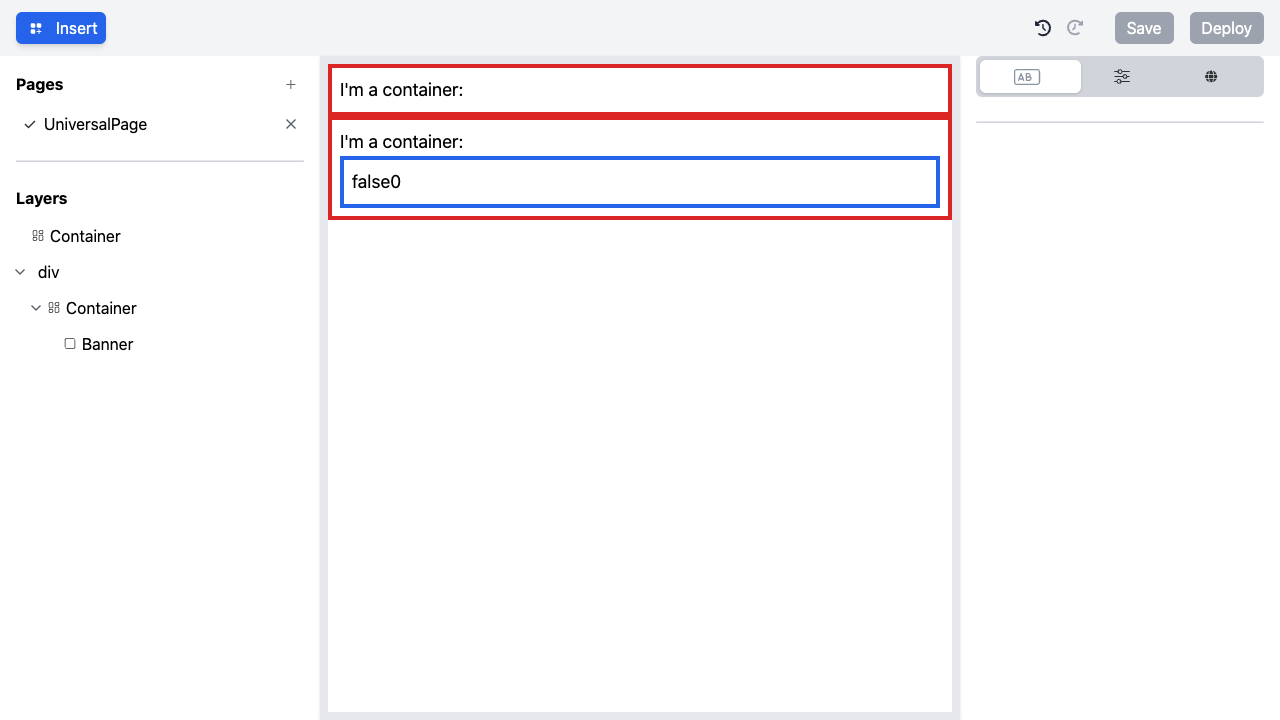 Insert
Save
Deploy
Pages
UniversalPage
Layers
Container
div
Container
Banner
I'm a container:
I'm a container:
false0
AB